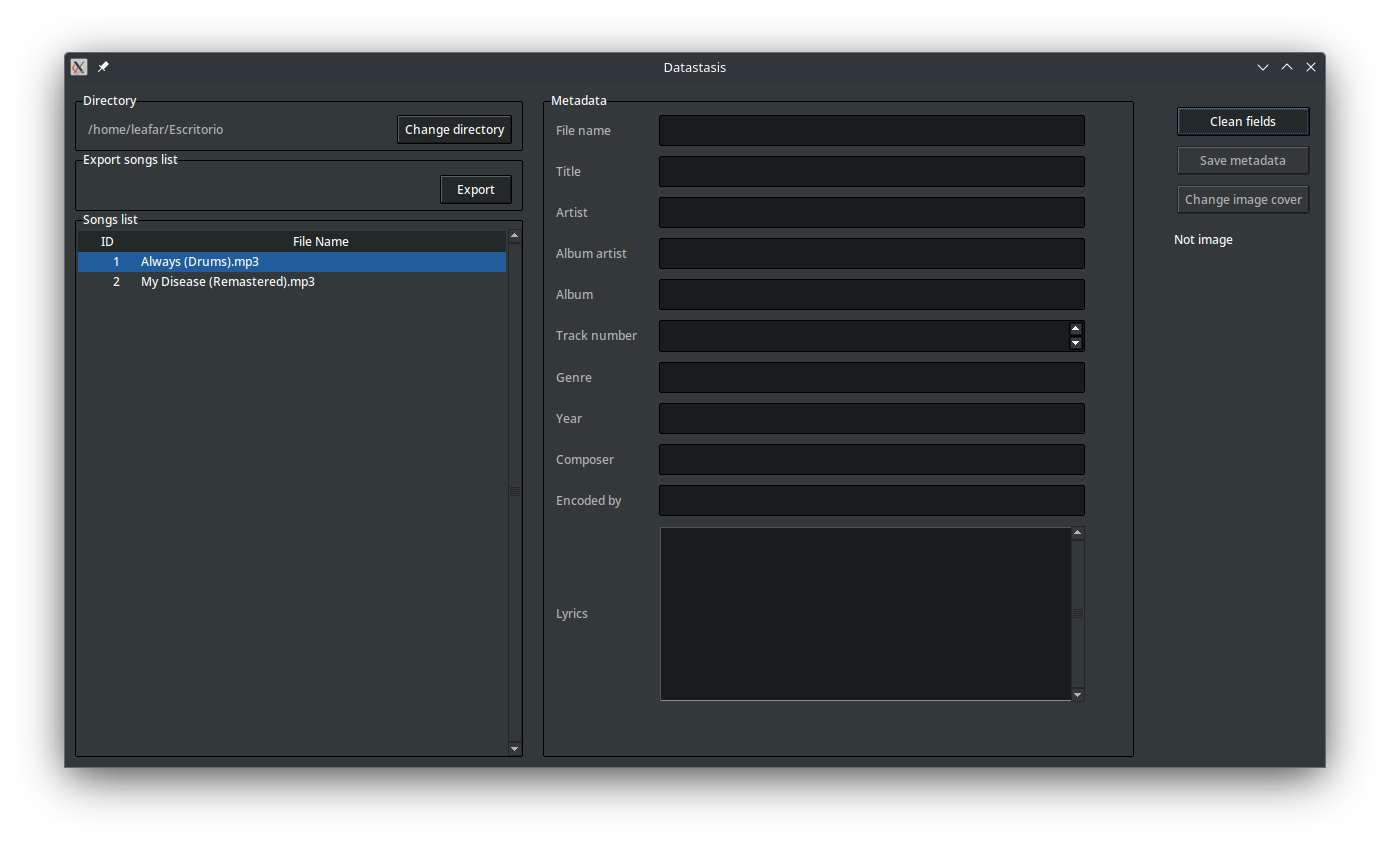 Datastasis
Directory
/home/leafar/Escritorio
Change directory
Export songs list
Export
Songs list
ID File Name
1 Always (Drums).mp3
2 My Disease (Remastered).mp3
Metadata
File name
Title
Artist
Album artist
Album
Track number
Genre
Year
Composer
Encoded by
Lyrics
Clean fields
Save metadata
Change image cover
Not image